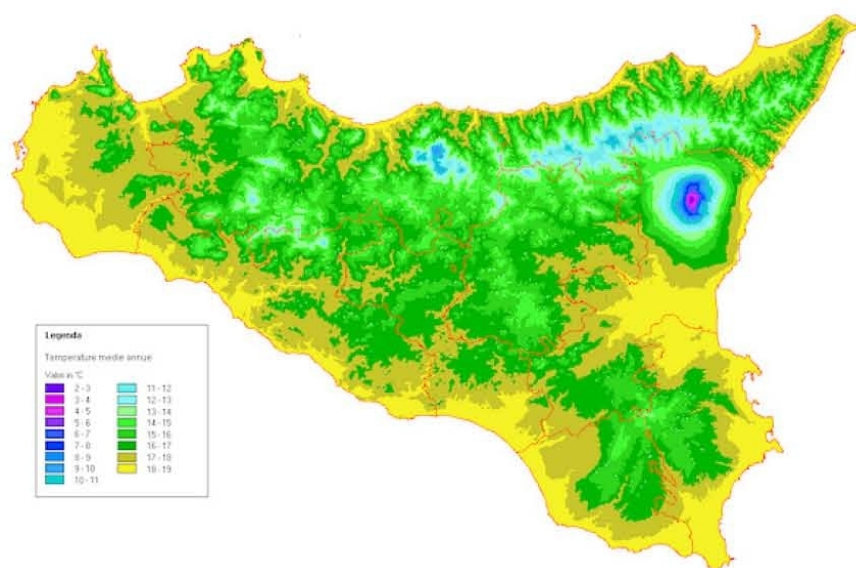 Legenda
Temperature medie annue
Valori in °C
2 - 3
3 - 4
4 - 5
5 - 6
6 - 7
7 - 8
8 - 9
9 - 10
10 - 11
11 - 12
12 - 13
13 - 14
14 - 15
15 - 16
16 - 17
17 - 18
18 - 19